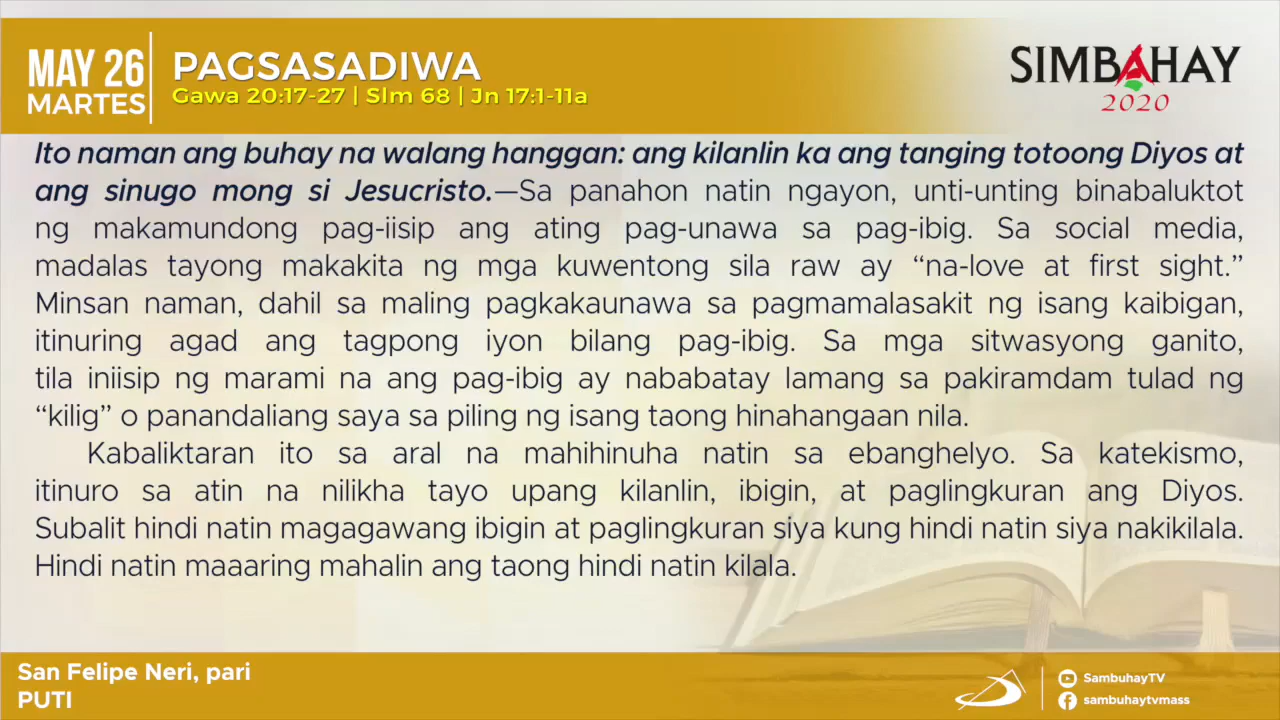 MAY 26
MARTES
PAGSASADIWA
Gawa 20:17-27 | Slm 68 | Jn 17:1-11a
SIMBAHAY
2020
Ito naman ang buhay na walang hanggan: ang kilanlin ka ang tanging totoong Diyos at
ang sinugo mong si Jesucristo.—Sa panahon natin ngayon, unti-unting binabaluktot
ng makamundong pag-iisip ang ating pag-unawa sa pag-ibig. Sa social media,
madalas tayong makakita ng mga kuwentong sila raw ay “na-love at first sight.”
Minsan naman, dahil sa maling pagkakaunawa sa pagmamalasakit ng isang kaibigan,
itinuring agad ang tagpong iyon bilang pag-ibig. Sa mga sitwasyong ganito,
tila iniisip ng marami na ang pag-ibig ay nababatay lamang sa pakiramdam tulad ng
“kilig” o panandaliang saya sa piling ng isang taong hinahangaan nila.
Kabaliktaran ito sa aral na mahihinuha natin sa ebanghelyo. Sa katekismo,
itinuro sa atin na nilikha tayo upang kilanlin, ibigin, at paglingkuran ang Diyos.
Subalit hindi natin magagawang ibigin at paglingkuran siya kung hindi natin siya nakikilala.
Hindi natin maaaring mahalin ang taong hindi natin kilala.
San Felipe Neri, pari
PUTI
SambuhayTV
sambuhaytvmass